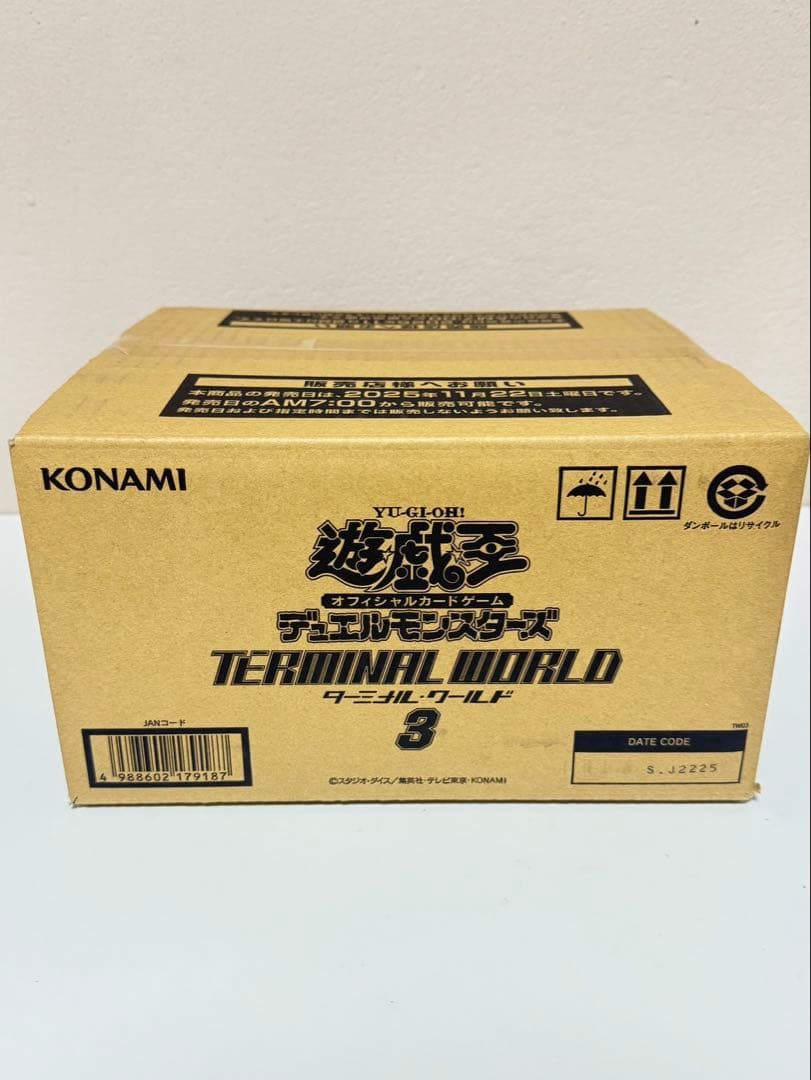 販売店様へお願い
本商品の発売日は、2025年11月22日土曜日です。
発売日のAM7:00から販売可能です。
発売日および指定時間までは販売しないようお願い致します。
KONAMI
ダンボールはリサイクル
YU-GI-OH!
遊☆戯☆王
オフィシャルカードゲーム
デュエルモンスターズ
TERMINAL WORLD
ターミナル・ワールド
3
JANコード
4 988602 179187
TW03
DATE CODE
S.J2225
©スタジオ・ダイス/集英社・テレビ東京・KONAMI